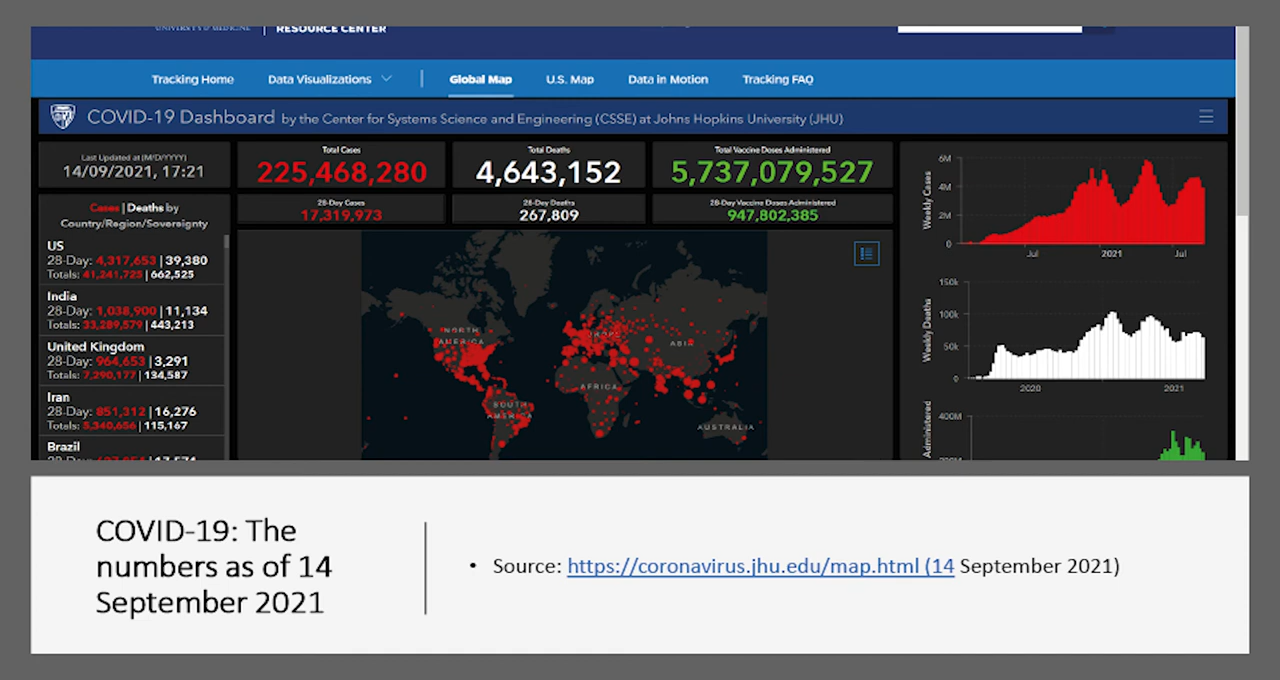 RESOURCE CENTER
Tracking Home Data Visualizations | Global Map U.S. Map Data in Motion Tracking FAQ
COVID-19 Dashboard by the Center for Systems Science and Engineering (CSSE) at Johns Hopkins University (JHU)
Last Updated at (M/D/YYYY)
14/09/2021, 17:21
Total Cases
225,468,280
Total Deaths
4,643,152
Total Vaccine Doses Administered
5,737,079,527
28-Day Cases
17,319,973
28-Day Deaths
267,809
28-Day Vaccine Doses Administered
947,802,385
Cases | Deaths by
Country/Region/Sovereignty
US
28-Day: 4,317,653 | 39,380
Totals: 41,241,725 | 662,525
India
28-Day: 1,038,900 | 11,134
Totals: 33,289,579 | 443,213
United Kingdom
28-Day: 964,653 | 3,291
Totals: 7,290,177 | 134,587
Iran
28-Day: 851,312 | 16,276
Totals: 5,340,656 | 115,167
Brazil
NORTH
AMERICA
SOUTH
AMERICA
EUROPE
AFRICA
ASIA
AUSTRALIA
Weekly Cases
6M
4M
2M
0
Jul 2021 Jul
Weekly Deaths
150k
100k
50k
0
2020 2021
Administered
400M
COVID-19: The
numbers as of 14
September 2021
• Source: https://coronavirus.jhu.edu/map.html (14 September 2021)